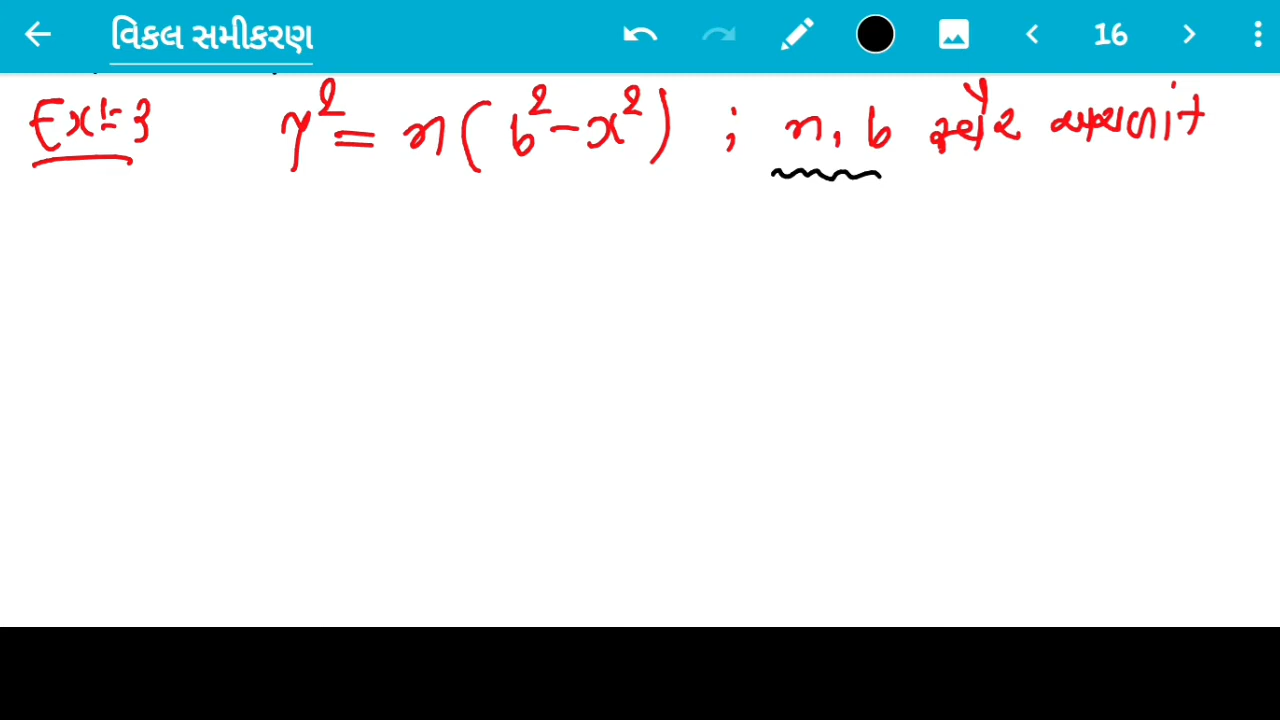 વિકલ સમીકરણ
16
Ex:-3 y² = n(b² - x²) ; n, b સ્વૈર અચળાંક